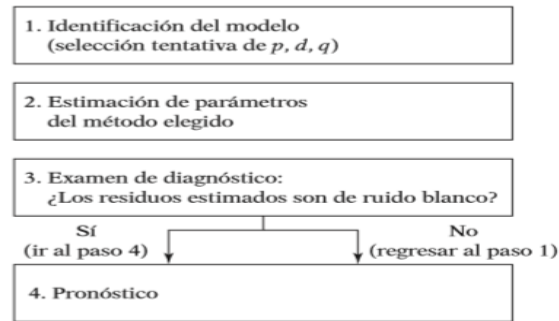 1. Identificación del modelo
(selección tentativa de p, d, q)
2. Estimación de parámetros
del método elegido
3. Examen de diagnóstico:
¿Los residuos estimados son de ruido blanco?
Sí
(ir al paso 4)
No
(regresar al paso 1)
4. Pronóstico